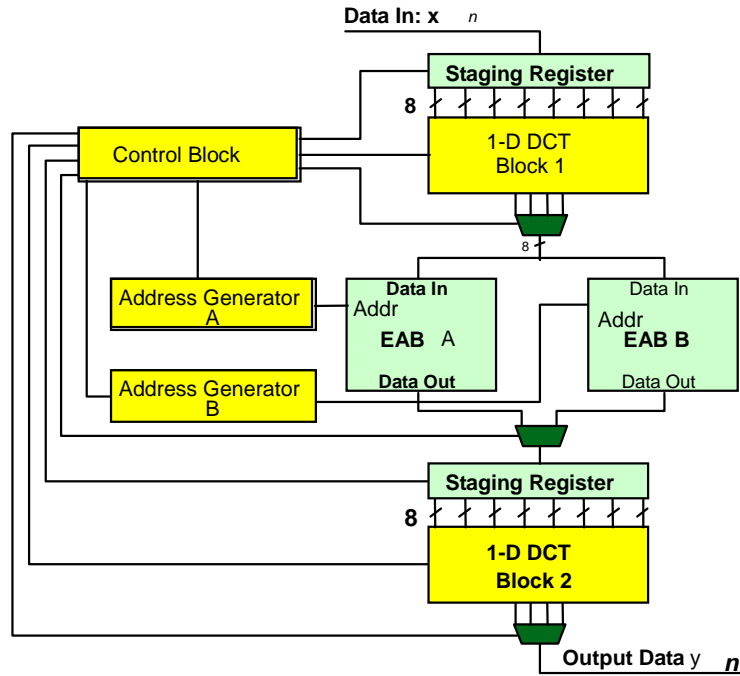 Data In: x n
Staging Register
8
Control Block
1-D DCT
Block 1
8
Address Generator
A
Data In
Addr
EAB A
Data Out
Data In
Addr
EAB B
Data Out
Address Generator
B
Staging Register
8
1-D DCT
Block 2
Output Data y n